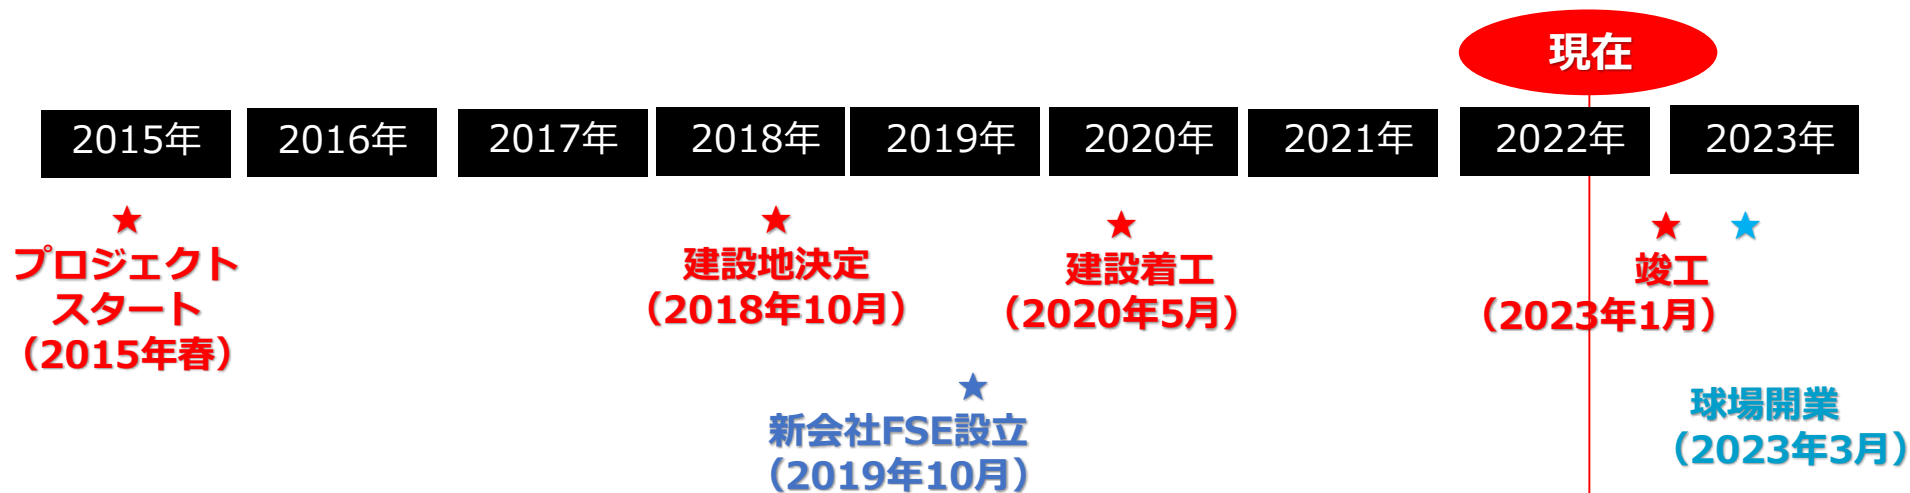 現在
2015年
2016年
2017年
2018年
2019年
2020年
2021年
2022年
2023年
プロジェクト
スタート
（2015年春）
建設地決定
（2018年10月）
新会社FSE設立
（2019年10月）
建設着工
（2020年5月）
竣工
（2023年1月）
球場開業
（2023年3月）